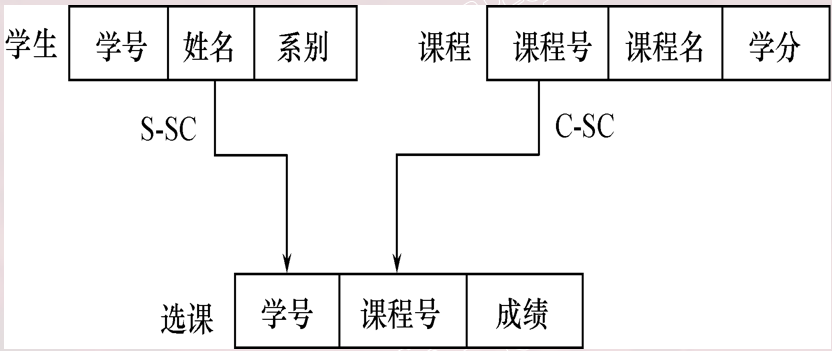 学生 学号 姓名 系别 课程 课程号 课程名 学分
S-SC C-SC
选课 学号 课程号 成绩